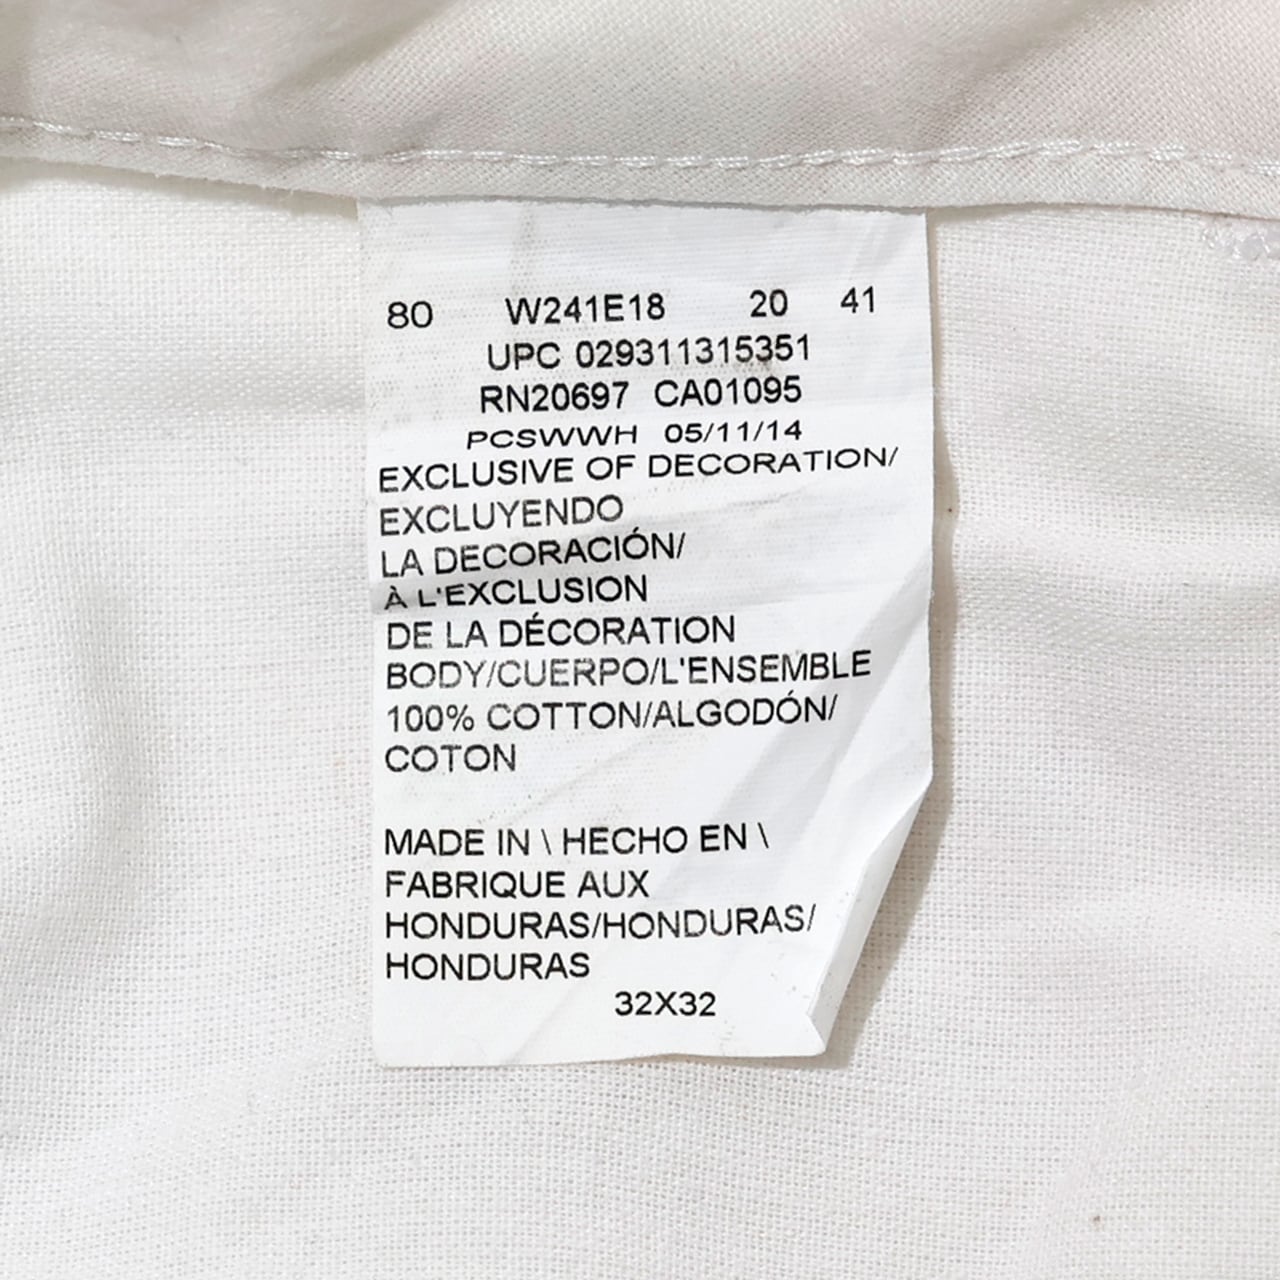 80 W241E18 20 41
UPC 029311315351
RN20697 CA01095
PCSWWH 05/11/14
EXCLUSIVE OF DECORATION/
EXCLUYENDO
LA DECORACIÓN/
À L'EXCLUSION
DE LA DÉCORATION
BODY/CUERPO/L'ENSEMBLE
100% COTTON/ALGODÓN/
COTON
MADE IN \ HECHO EN \
FABRIQUE AUX
HONDURAS/HONDURAS/
HONDURAS
32X32